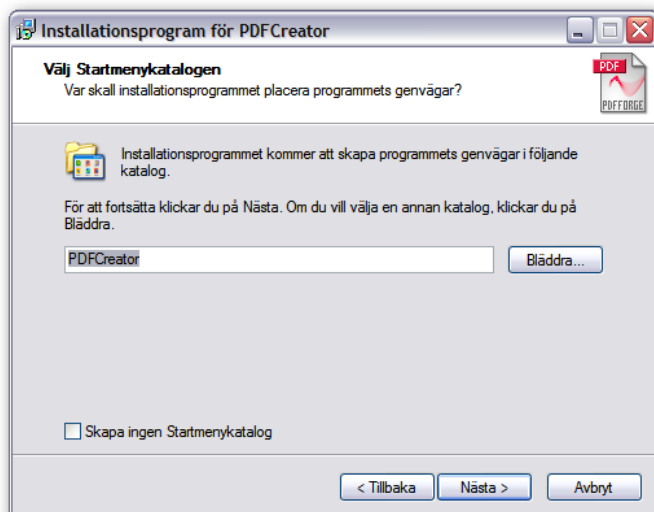 Installationsprogram för PDFCreator
Välj Startmenykatalogen
Var skall installationsprogrammet placera programmets genvägar?
PDF
PDFFORGE
Installationsprogrammet kommer att skapa programmets genvägar i följande
katalog.
För att fortsätta klickar du på Nästa. Om du vill välja en annan katalog, klickar du på
Bläddra.
PDFCreator
Bläddra...
Skapa ingen Startmenykatalog
< Tillbaka
Nästa >
Avbryt